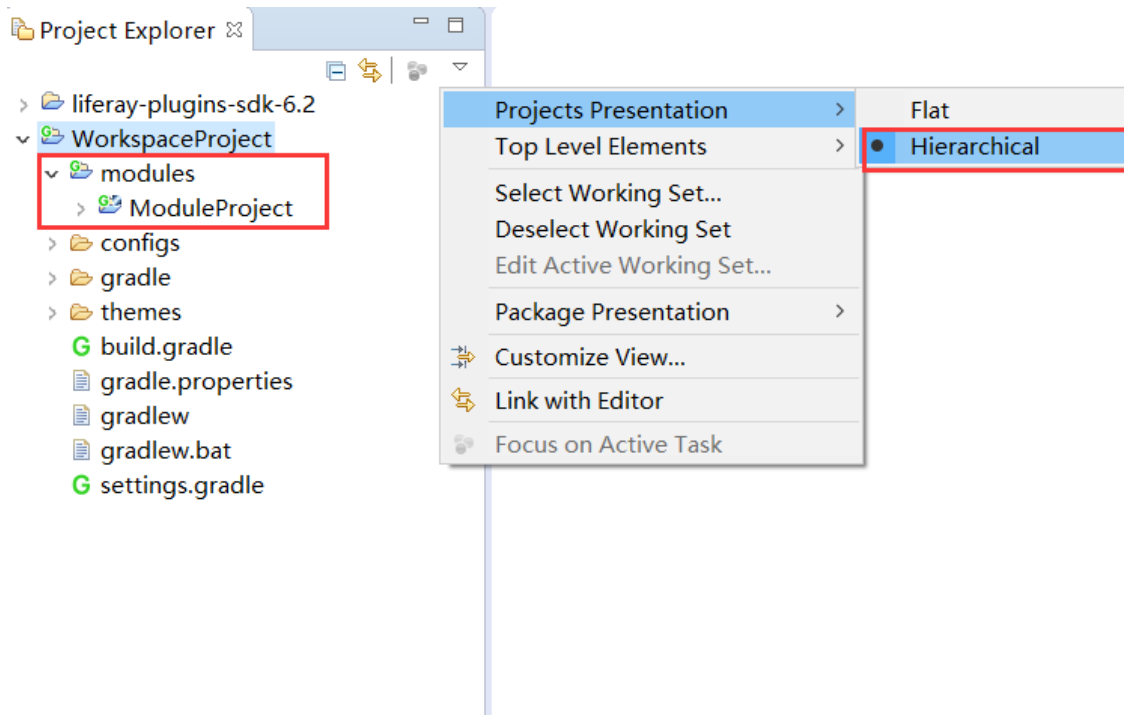 Project Explorer
liferay-plugins-sdk-6.2
WorkspaceProject
modules
ModuleProject
configs
gradle
themes
G build.gradle
gradle.properties
gradlew
gradlew.bat
G settings.gradle
Projects Presentation
Top Level Elements
Select Working Set...
Deselect Working Set
Edit Active Working Set...
Package Presentation
Customize View...
Link with Editor
Focus on Active Task
Flat
Hierarchical